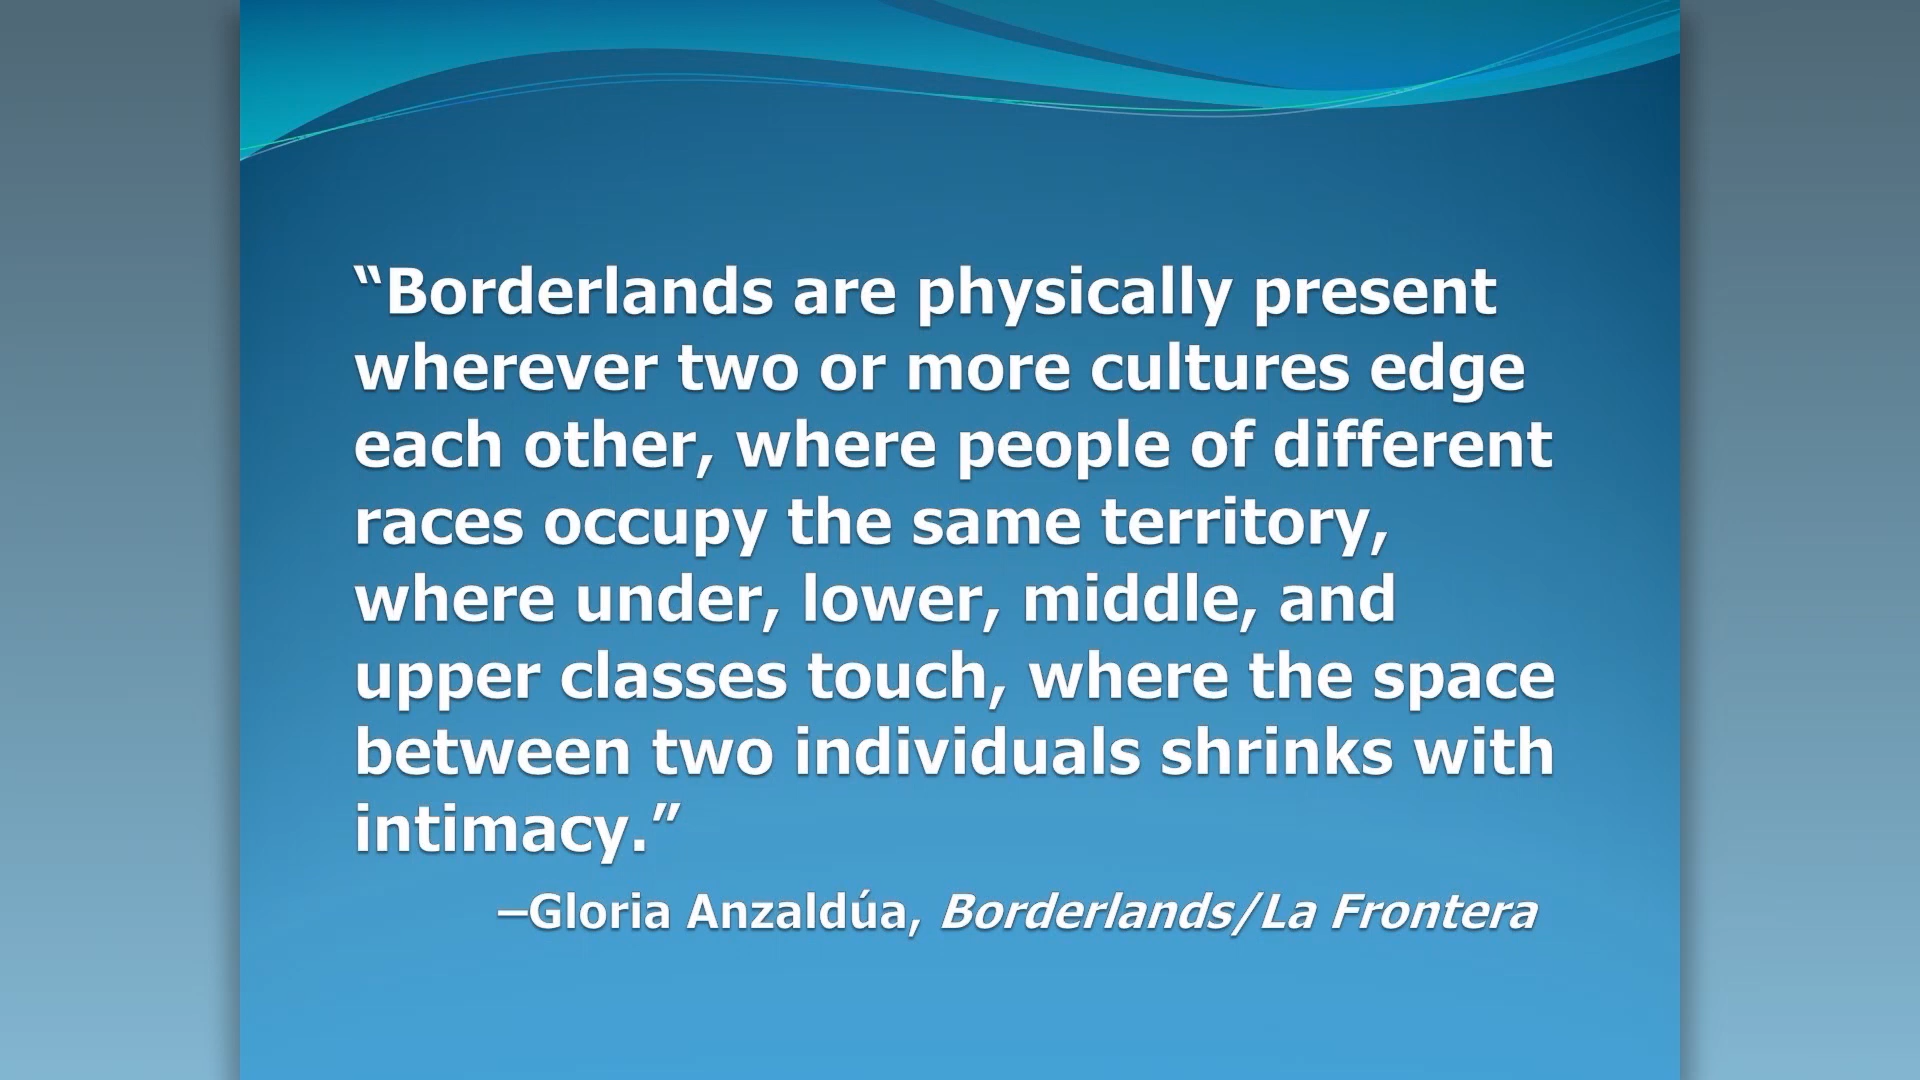 “Borderlands are physically present
wherever two or more cultures edge
each other, where people of different
races occupy the same territory,
where under, lower, middle, and
upper classes touch, where the space
between two individuals shrinks with
intimacy.”
–Gloria Anzaldúa, Borderlands/La Frontera